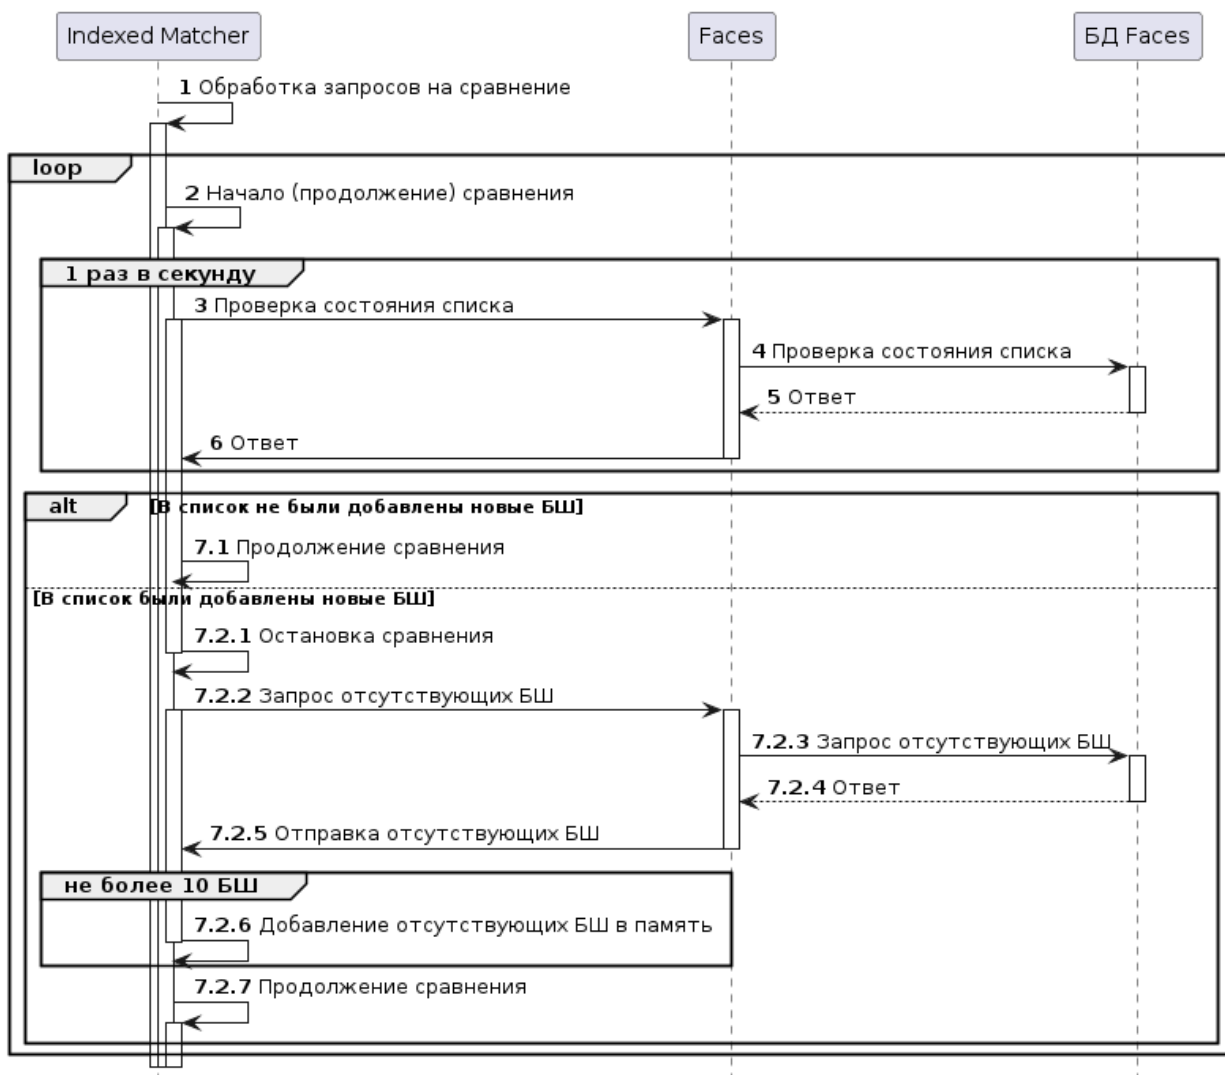 Indexed Matcher
Faces
БД Faces
1 Обработка запросов на сравнение
loop
2 Начало (продолжение) сравнения
1 раз в секунду
3 Проверка состояния списка
4 Проверка состояния списка
5 Ответ
6 Ответ
alt
[В список не были добавлены новые БШ]
7.1 Продолжение сравнения
[В список были добавлены новые БШ]
7.2.1 Остановка сравнения
7.2.2 Запрос отсутствующих БШ
7.2.3 Запрос отсутствующих БШ
7.2.4 Ответ
7.2.5 Отправка отсутствующих БШ
не более 10 БШ
7.2.6 Добавление отсутствующих БШ в память
7.2.7 Продолжение сравнения